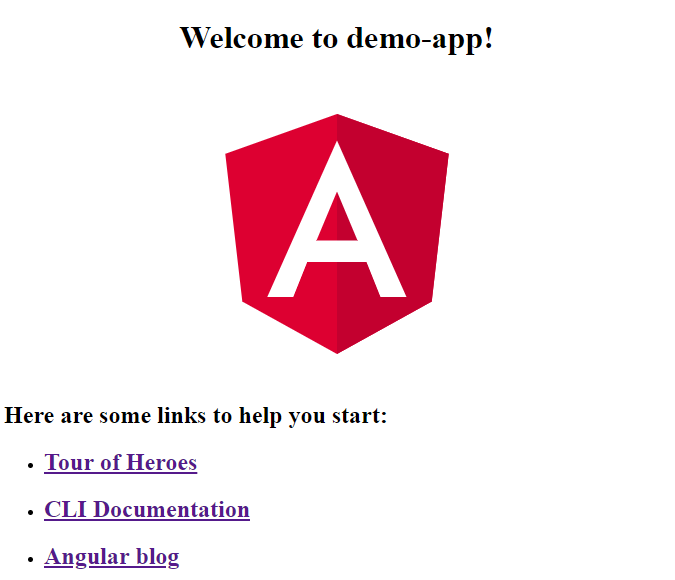 Welcome to demo-app!
A
Here are some links to help you start:
Tour of Heroes
CLI Documentation
Angular blog